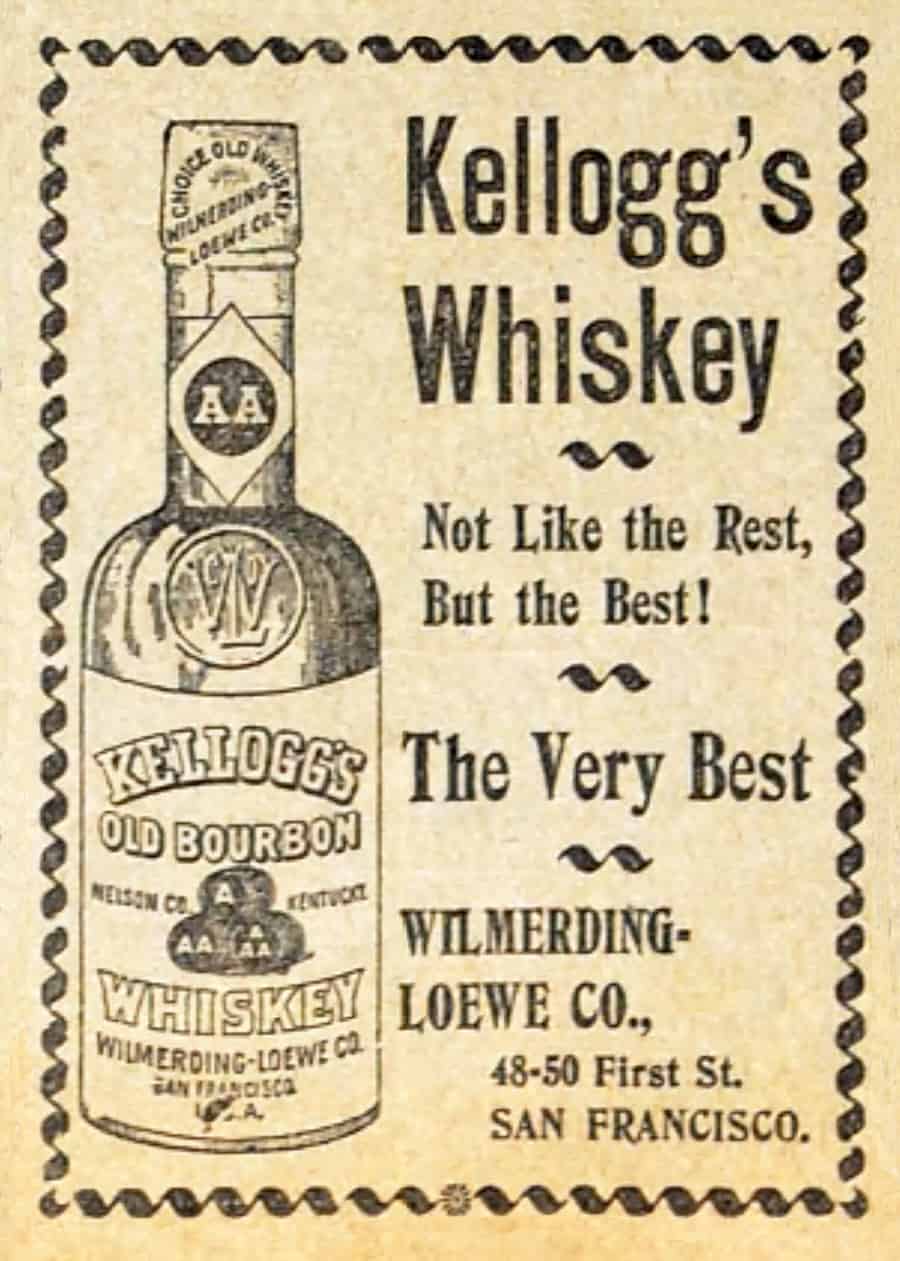 CHOICE OLD WHISKEY
WILMERDING-
LOEWE CO.
AA
WLCO
KELLOGG'S
OLD BOURBON
NELSON CO. KENTUCKY
A
AA
A
AA
WHISKEY
WILMERDING-LOEWE CO.
SAN FRANCISCO
Kellogg's
Whiskey
Not Like the Rest,
But the Best!
The Very Best
WILMERDING-
LOEWE CO.,
48-50 First St.
SAN FRANCISCO.